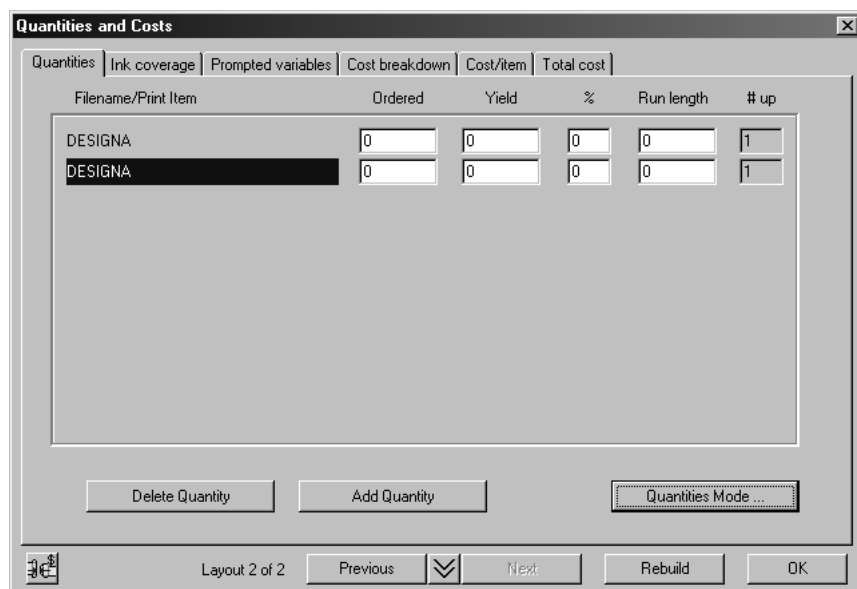 Quantities and Costs
Quantities Ink coverage Prompted variables Cost breakdown Cost/item Total cost
Filename/Print Item Ordered Yield % Run length # up
DESIGNA 0 0 0 0 1
DESIGNA 0 0 0 0 1
Delete Quantity Add Quantity Quantities Mode ...
$ Layout 2 of 2 Previous Next Rebuild OK